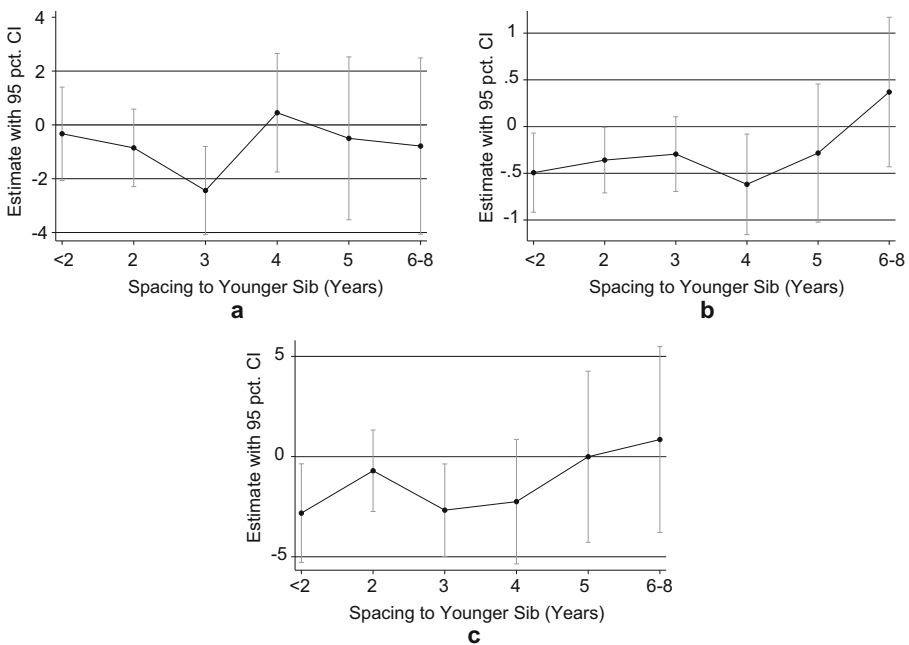 Estimate with 95 pct. CI
4
2
0
-2
-4
<2 2 3 4 5 6-8
Spacing to Younger Sib (Years)
a
Estimate with 95 pct. CI
1
.5
0
-.5
-1
<2 2 3 4 5 6-8
Spacing to Younger Sib (Years)
b
Estimate with 95 pct. CI
5
0
-5
<2 2 3 4 5 6-8
Spacing to Younger Sib (Years)
c